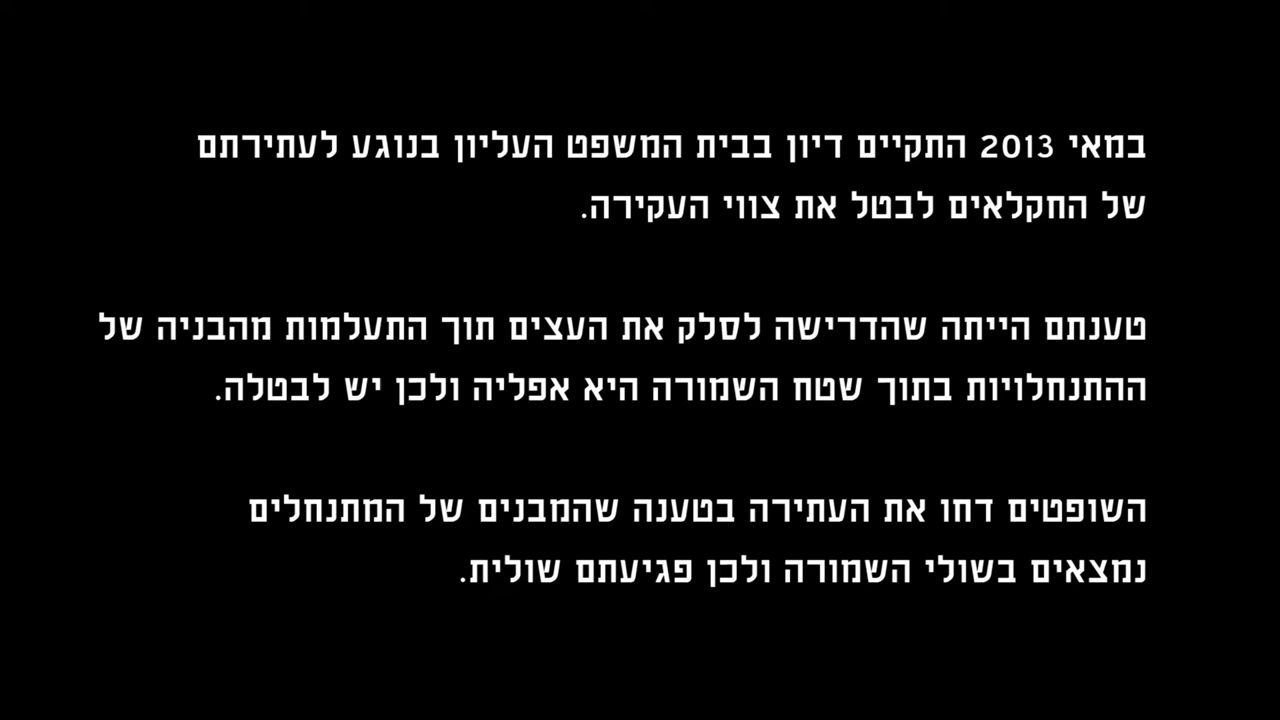 במאי 2013 התקיים דיון בבית המשפט העליון בנוגע לעתירתם
של החקלאים לבטל את צווי העקירה.
טענתם הייתה שהדרישה לסלק את העצים תוך התעלמות מהבניה של
ההתנחלויות בתוך שטח השמורה היא אפליה ולכן יש לבטלה.
השופטים דחו את העתירה בטענה שהמבנים של המתנחלים
נמצאים בשולי השמורה ולכן פגיעתם שולית.